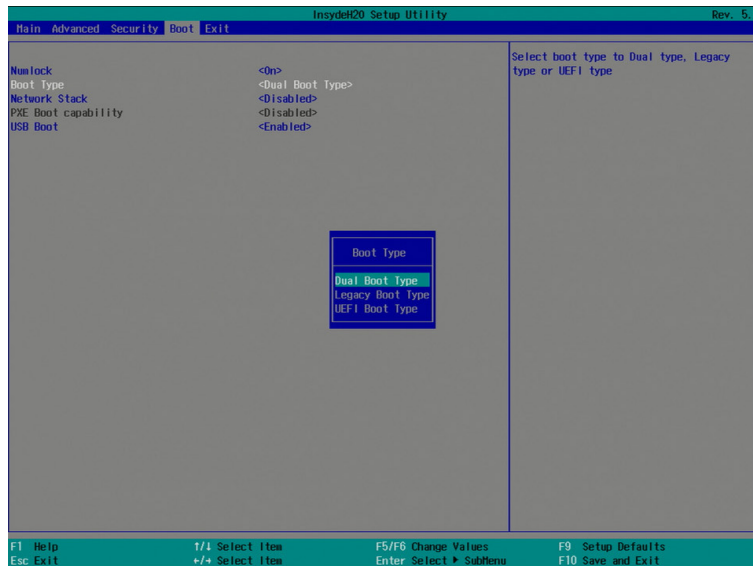 InsydeH20 Setup Utility Rev. 5.
Main Advanced Security Boot Exit
Numlock <On>
Boot Type <Dual Boot Type>
Network Stack <Disabled>
PXE Boot capability <Disabled>
USB Boot <Enabled>
Select boot type to Dual type, Legacy
type or UEFI type
Boot Type
Dual Boot Type
Legacy Boot Type
UEFI Boot Type
F1 Help ↑/↓ Select Item F5/F6 Change Values F9 Setup Defaults
Esc Exit ←/→ Select Item Enter Select ▶ SubMenu F10 Save and Exit